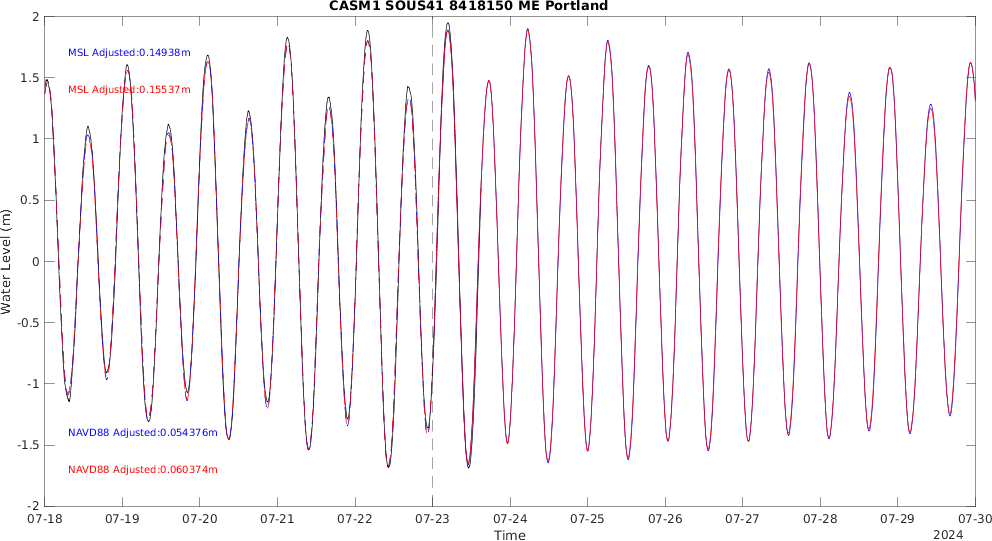 CASM1 SOUS41 8418150 ME Portland
2
MSL Adjusted:0.14938m
1.5
MSL Adjusted:0.15537m
1
0.5
0
Water Level (m)
-0.5
-1
NAVD88 Adjusted:0.054376m
-1.5
NAVD88 Adjusted:0.060374m
-2
07-18 07-19 07-20 07-21 07-22 07-23 07-24 07-25 07-26 07-27 07-28 07-29 07-30
Time
2024